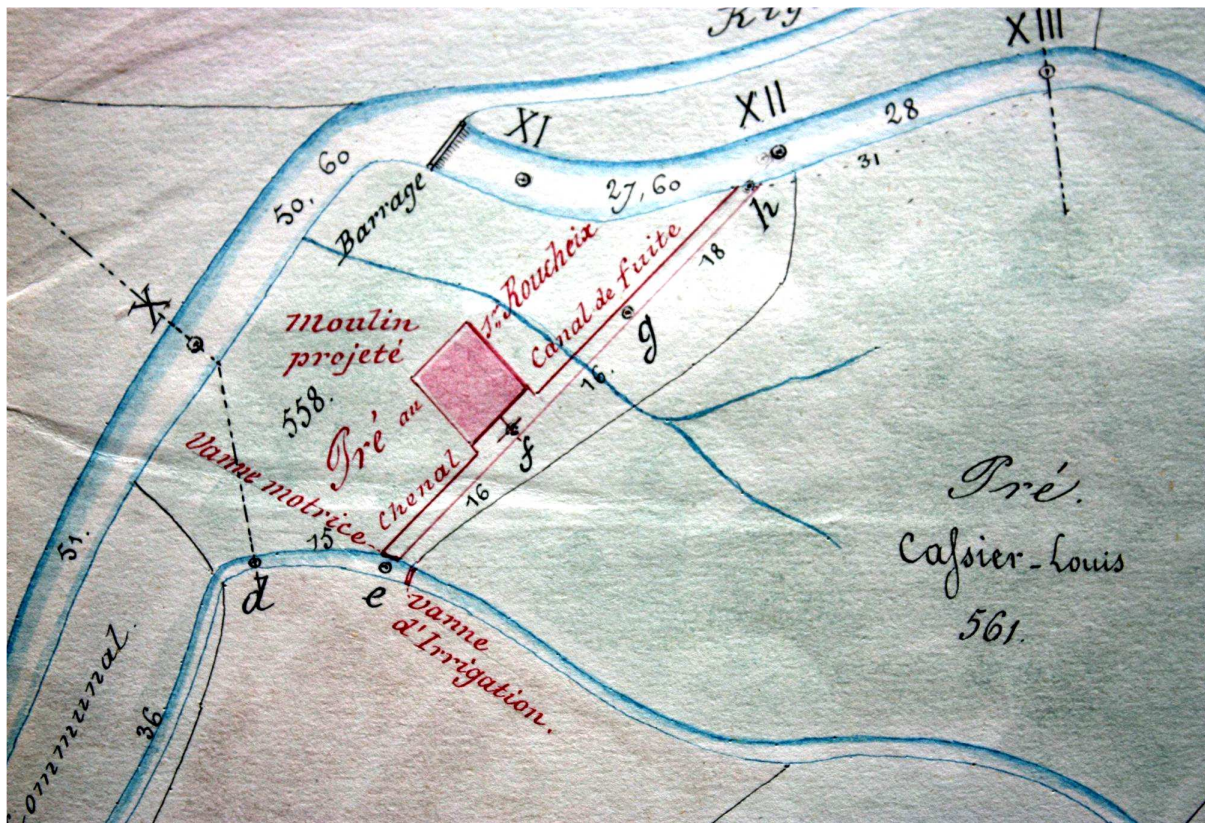 XIII
XII
XI
28
31
50, 60
27,60
Barrage
h
18
Sr. Roucheix
Canal de fuite
g
X
Moulin
projeté
16.
558.
Pré au
f
Vanne motrice
Chenal
16
Pré.
Cassier-Louis
561.
51.
15
d
e
vanne
d'Irrigation.
36
Communal.